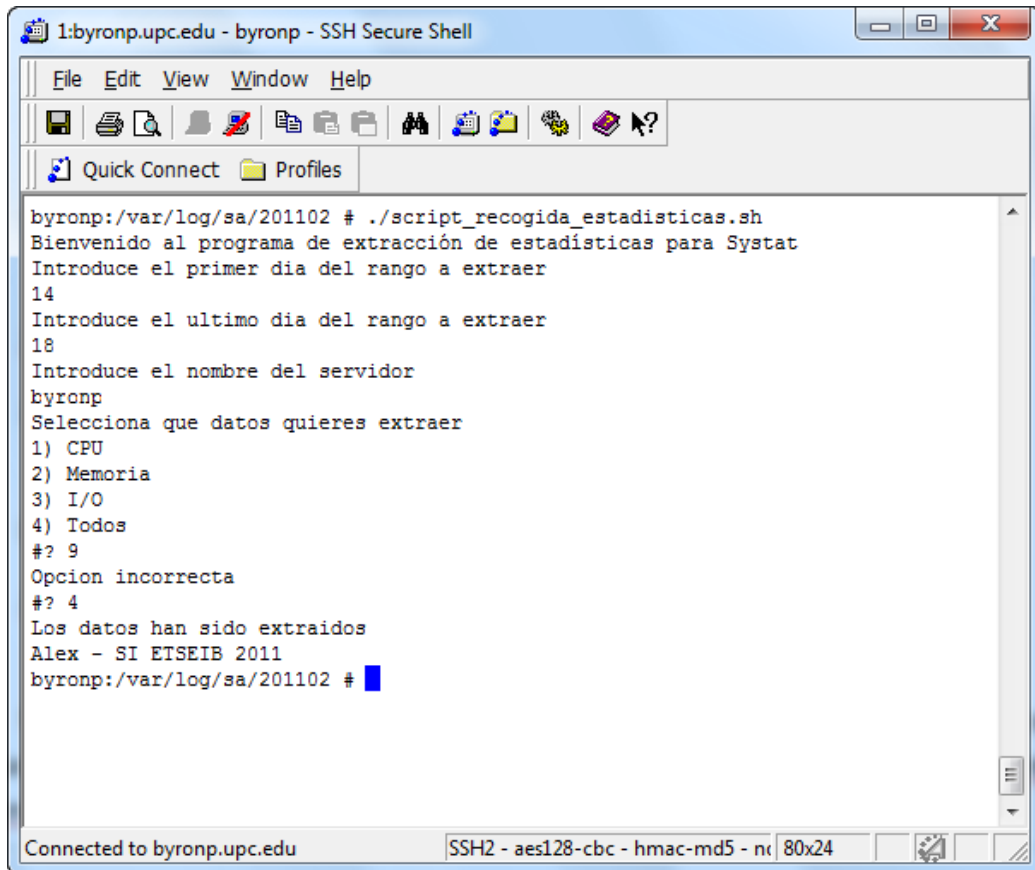 1:byronp.upc.edu - byronp - SSH Secure Shell
File Edit View Window Help
Quick Connect Profiles
byronp:/var/log/sa/201102 # ./script_recogida_estadisticas.sh
Bienvenido al programa de extracción de estadísticas para Systat
Introduce el primer dia del rango a extraer
14
Introduce el ultimo dia del rango a extraer
18
Introduce el nombre del servidor
byronp
Selecciona que datos quieres extraer
1) CPU
2) Memoria
3) I/O
4) Todos
#? 9
Opcion incorrecta
#? 4
Los datos han sido extraidos
Alex - SI ETSEIB 2011
byronp:/var/log/sa/201102 #
Connected to byronp.upc.edu SSH2 - aes128-cbc - hmac-md5 - 80x24